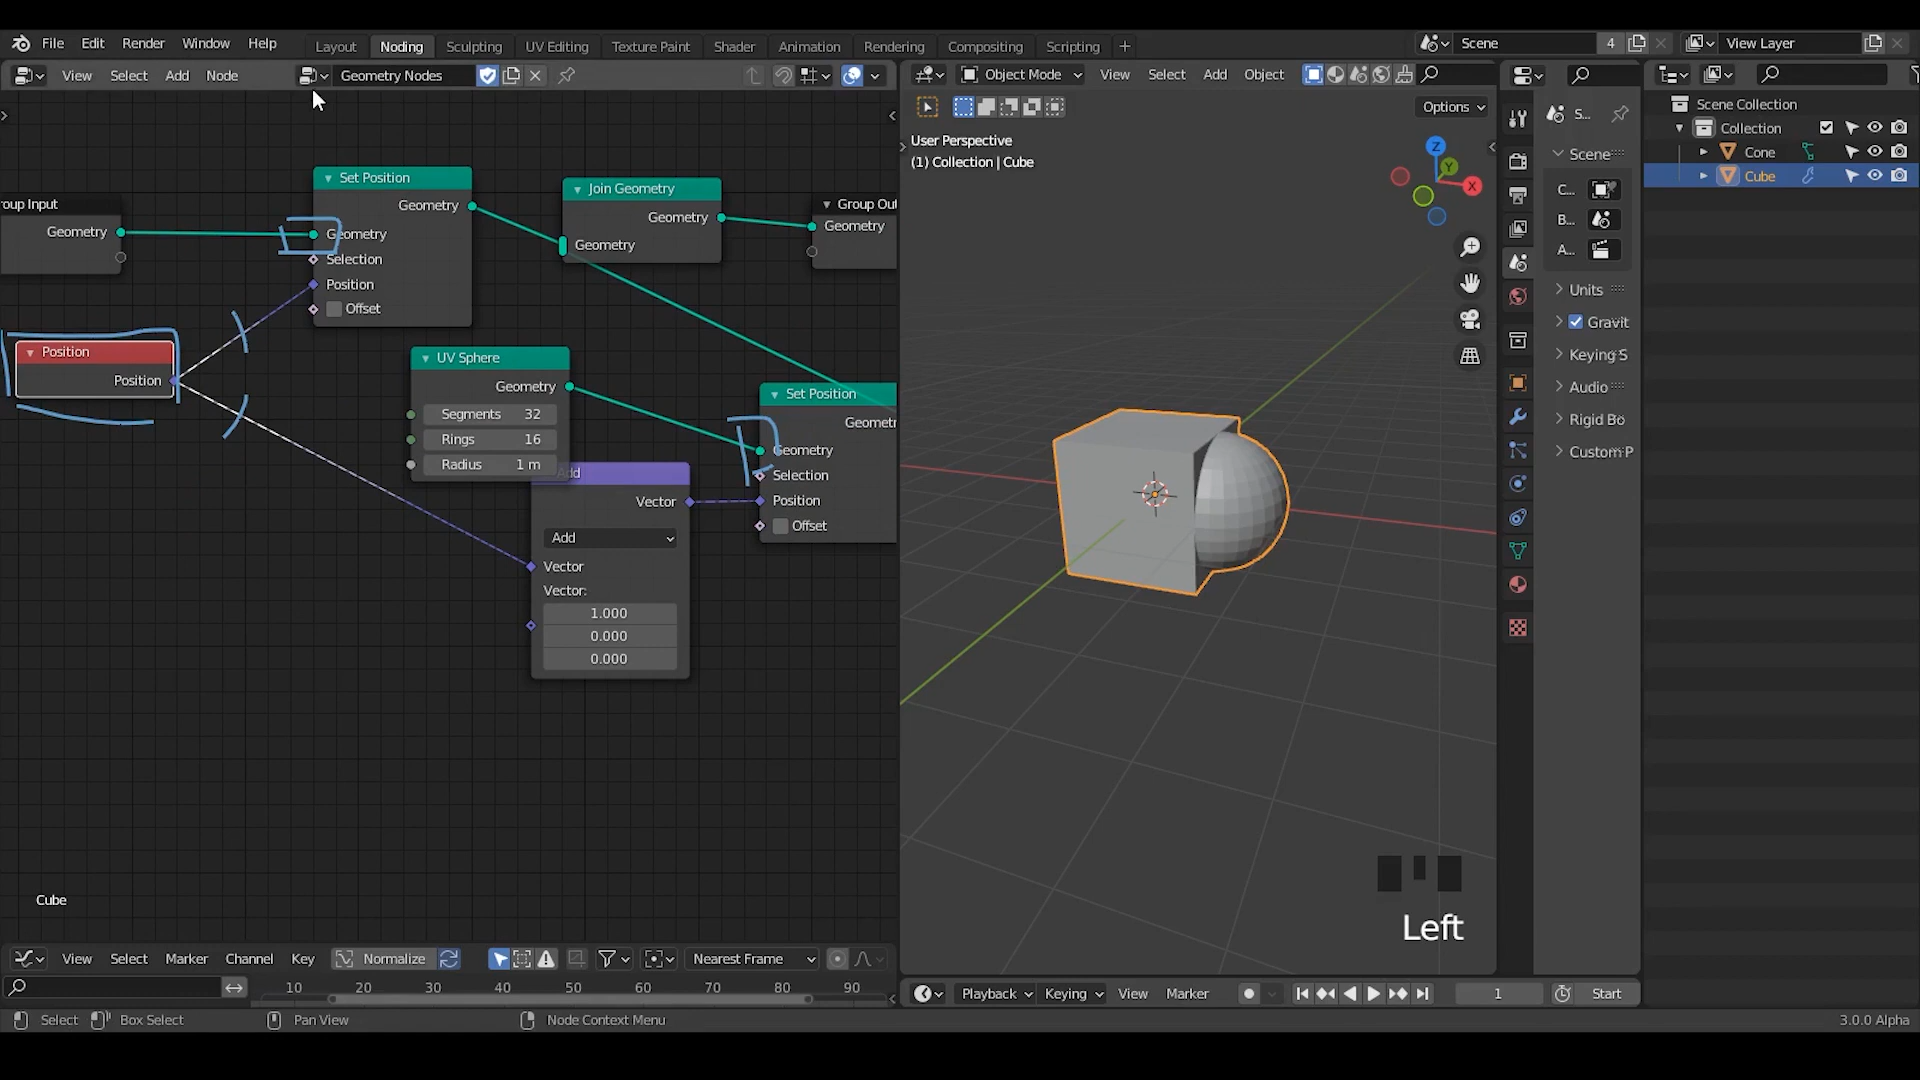 File Edit Render Window Help Layout Noding Sculpting UV Editing Texture Paint Shader Animation Rendering Compositing Scripting + Scene 4 View Layer
View Select Add Node Geometry Nodes Object Mode View Select Add Object
Options
Scene Collection
Collection
Cone
Cube
User Perspective
(1) Collection | Cube
Z
Y
X
S...
Scene
C...
B...
A...
Units
Gravit
Keying S
Audio
Rigid Bo
Custom P
roup Input
Geometry
Set Position
Geometry
Geometry
Selection
Position
Offset
Join Geometry
Geometry
Geometry
Group Out
Geometry
Position
Position
UV Sphere
Geometry
Segments 32
Rings 16
Radius 1 m
Set Position
Geomet
Geometry
Selection
Position
Offset
Add
Vector
Add
Vector
Vector:
1.000
0.000
0.000
Cube
Left
View Select Marker Channel Key Normalize Nearest Frame
10 20 30 40 50 60 70 80 90
Playback Keying View Marker 1 Start
Select Box Select Pan View Node Context Menu 3.0.0 Alpha